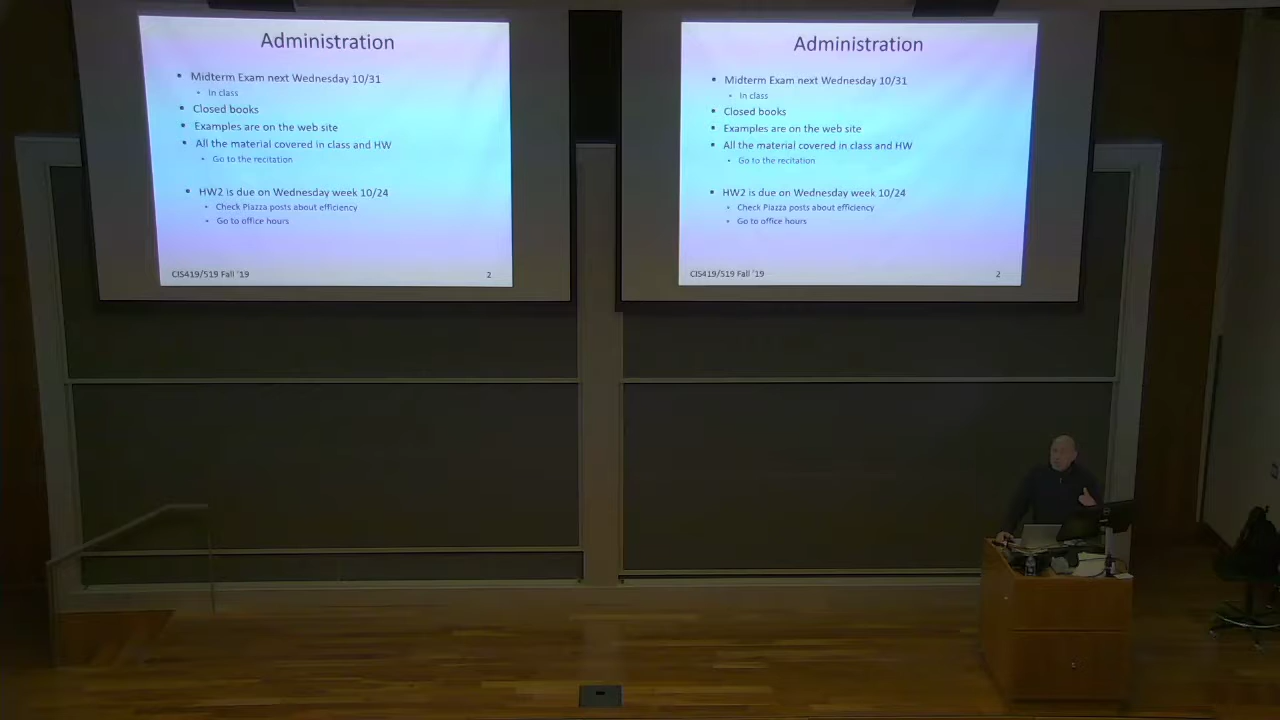 Administration
• Midterm Exam next Wednesday 10/31
• In class
• Closed books
• Examples are on the web site
• All the material covered in class and HW
• Go to the recitation
• HW2 is due on Wednesday week 10/24
• Check Piazza posts about efficiency
• Go to office hours
CIS419/519 Fall '19 2
Administration
• Midterm Exam next Wednesday 10/31
• In class
• Closed books
• Examples are on the web site
• All the material covered in class and HW
• Go to the recitation
• HW2 is due on Wednesday week 10/24
• Check Piazza posts about efficiency
• Go to office hours
CIS419/519 Fall '19 2